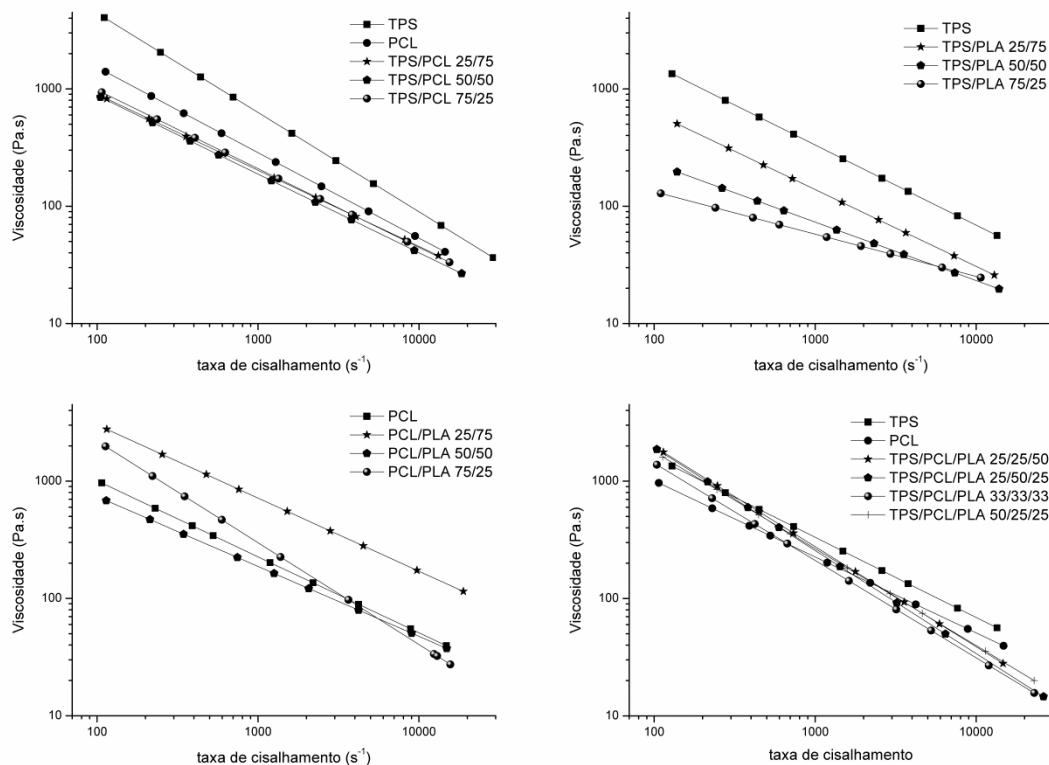 TPS
PCL
TPS/PCL 25/75
TPS/PCL 50/50
TPS/PCL 75/25
1000
100
10
Viscosidade (Pa.s)
100
1000
10000
taxa de cisalhamento (s⁻¹)
TPS
TPS/PLA 25/75
TPS/PLA 50/50
TPS/PLA 75/25
1000
100
10
Viscosidade (Pa.s)
100
1000
10000
taxa de cisalhamento (s⁻¹)
PCL
PCL/PLA 25/75
PCL/PLA 50/50
PCL/PLA 75/25
1000
100
10
Viscosidade (Pa.s)
100
1000
10000
taxa de cisalhamento (s⁻¹)
TPS
PCL
TPS/PCL/PLA 25/25/50
TPS/PCL/PLA 25/50/25
TPS/PCL/PLA 33/33/33
TPS/PCL/PLA 50/25/25
1000
100
10
Viscosidade (Pa.s)
100
1000
10000
taxa de cisalhamento